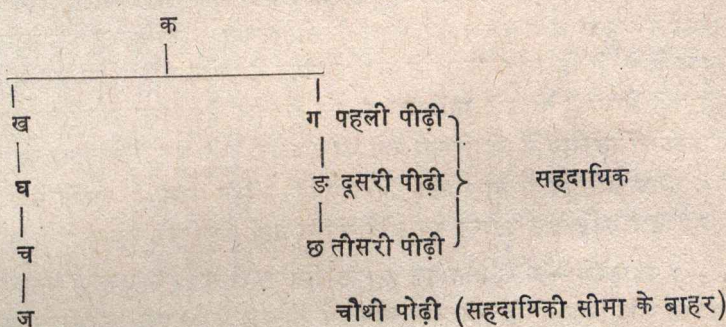 क
ख ग पहली पीढ़ी
घ ङ दूसरी पीढ़ी सहदायिक
च छ तीसरी पीढ़ी
ज चौथी पोढ़ी (सहदायिकी सीमा के बाहर)